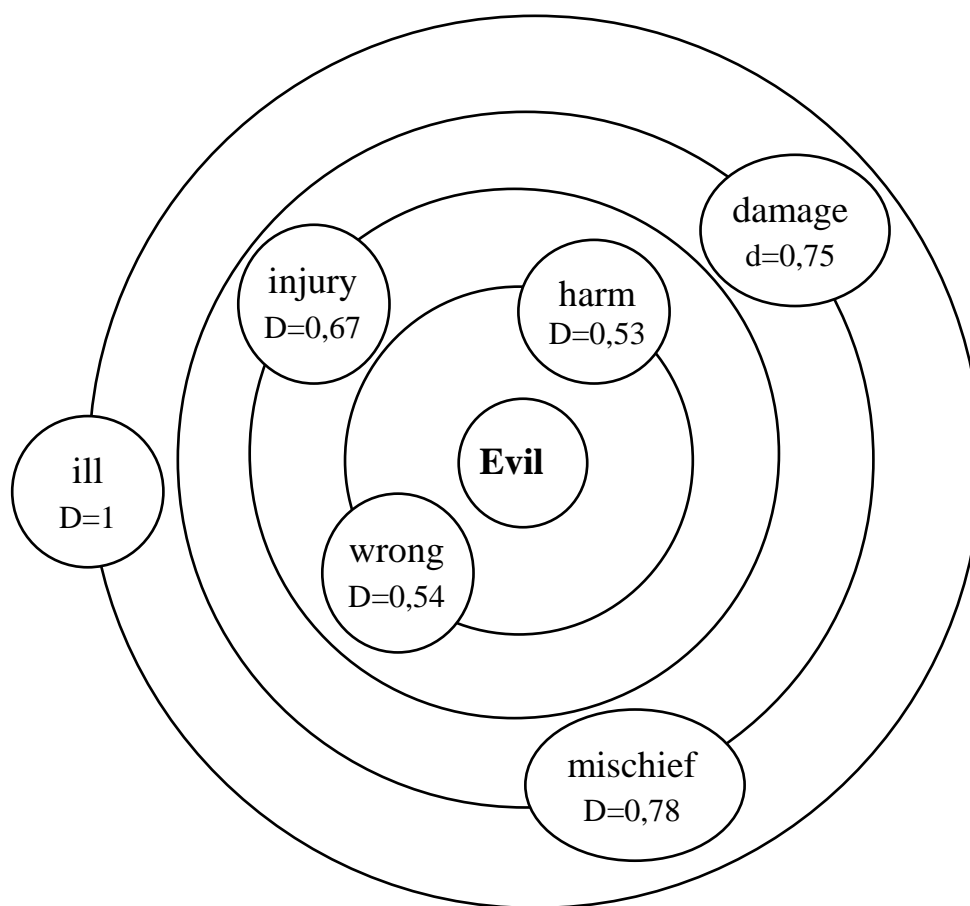 damage
d=0,75
injury
D=0,67
harm
D=0,53
Evil
ill
D=1
wrong
D=0,54
mischief
D=0,78